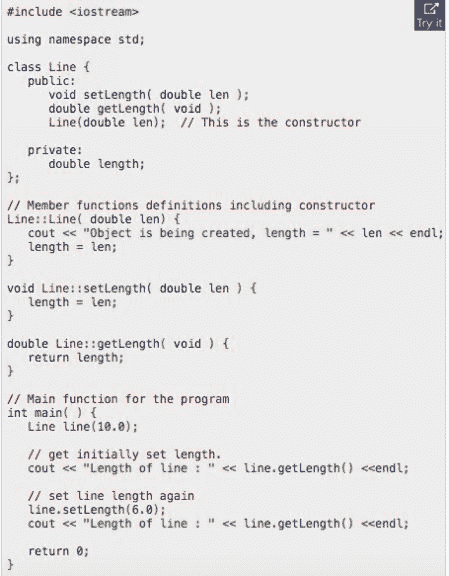 #include <iostream>
Try it
using namespace std;
class Line {
public:
void setLength( double len );
double getLength( void );
Line(double len);  // This is the constructor
private:
double length;
};
// Member functions definitions including constructor
Line::Line( double len) {
cout << "Object is being created, length = " << len << endl;
length = len;
}
void Line::setLength( double len ) {
length = len;
}
double Line::getLength( void ) {
return length;
}
// Main function for the program
int main( ) {
Line line(10.0);
// get initially set length.
cout << "Length of line : " << line.getLength() <<endl;
// set line length again
line.setLength(6.0);
cout << "Length of line : " << line.getLength() <<endl;
return 0;
}